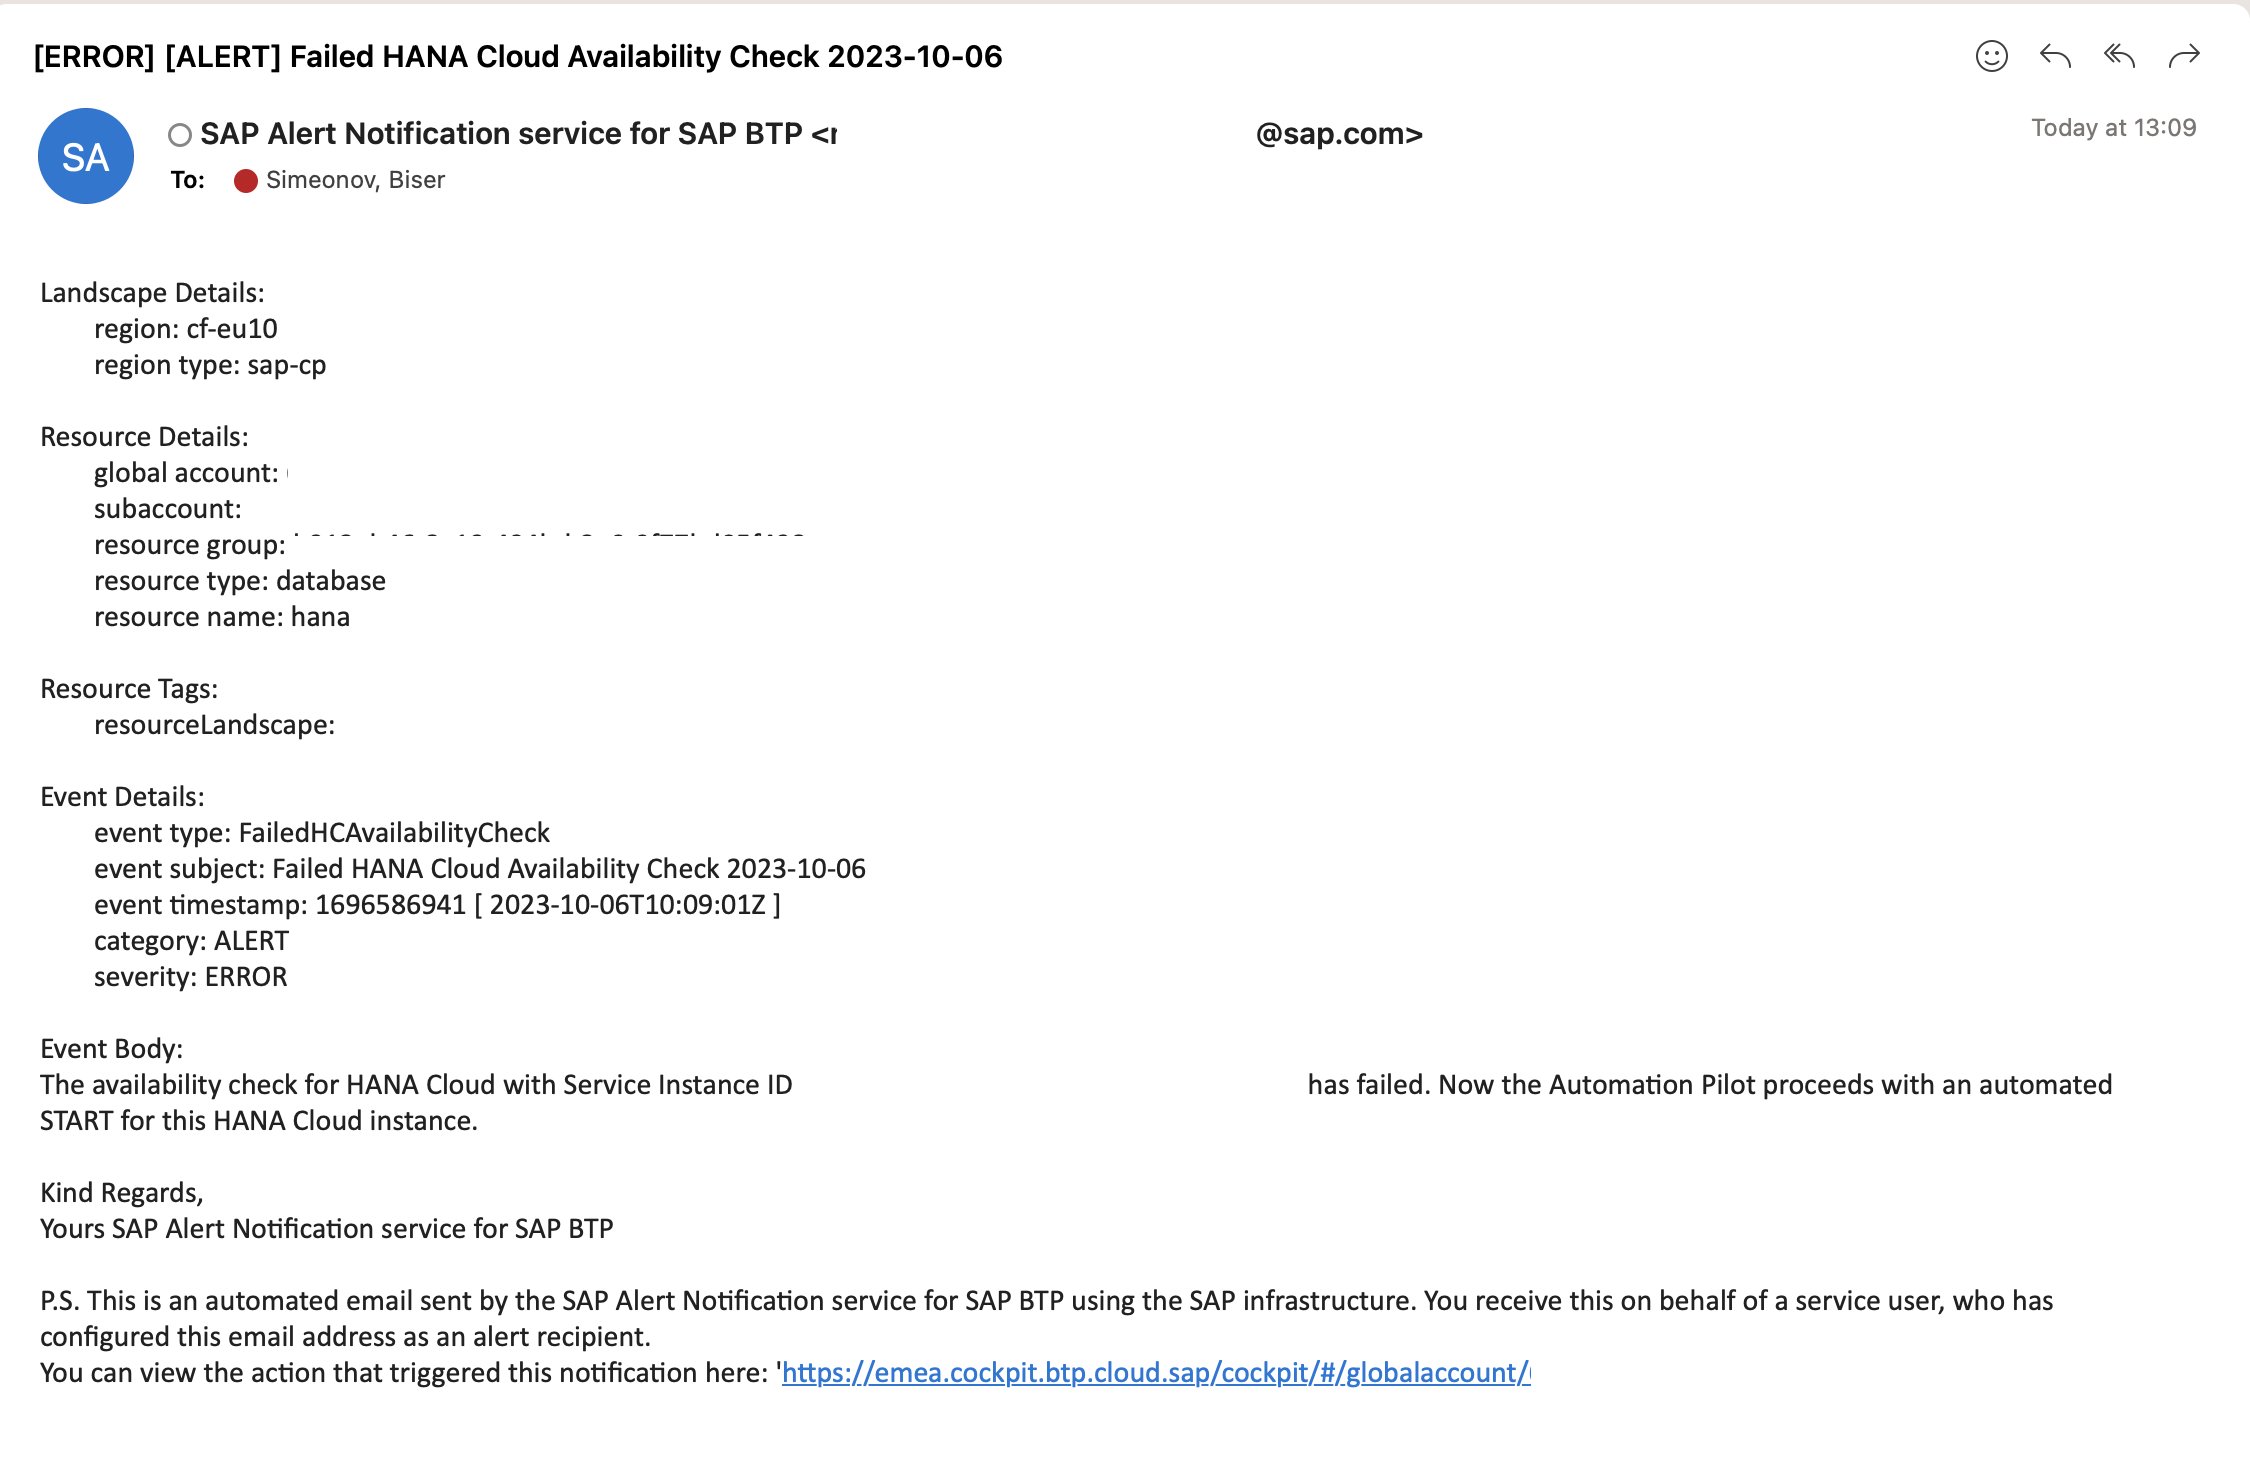 [ERROR] [ALERT] Failed HANA Cloud Availability Check 2023-10-06
SA
SAP Alert Notification service for SAP BTP < @sap.com>
Today at 13:09
To: Simeonov, Biser
Landscape Details:
region: cf-eu10
region type: sap-cp
Resource Details:
global account:
subaccount:
resource group:
resource type: database
resource name: hana
Resource Tags:
resourceLandscape:
Event Details:
event type: FailedHCAvailabilityCheck
event subject: Failed HANA Cloud Availability Check 2023-10-06
event timestamp: 1696586941 [ 2023-10-06T10:09:01Z ]
category: ALERT
severity: ERROR
Event Body:
The availability check for HANA Cloud with Service Instance ID has failed. Now the Automation Pilot proceeds with an automated
START for this HANA Cloud instance.
Kind Regards,
Yours SAP Alert Notification service for SAP BTP
P.S. This is an automated email sent by the SAP Alert Notification service for SAP BTP using the SAP infrastructure. You receive this on behalf of a service user, who has
configured this email address as an alert recipient.
You can view the action that triggered this notification here: 'https://emea.cockpit.btp.cloud.sap/cockpit/#/globalaccount/